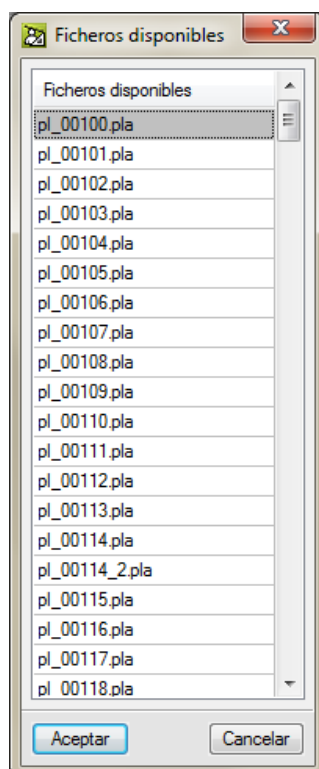 Ficheros disponibles
Ficheros disponibles
pl_00100.pla
pl_00101.pla
pl_00102.pla
pl_00103.pla
pl_00104.pla
pl_00105.pla
pl_00106.pla
pl_00107.pla
pl_00108.pla
pl_00109.pla
pl_00110.pla
pl_00111.pla
pl_00112.pla
pl_00113.pla
pl_00114.pla
pl_00114_2.pla
pl_00115.pla
pl_00116.pla
pl_00117.pla
pl_00118.pla
Aceptar Cancelar